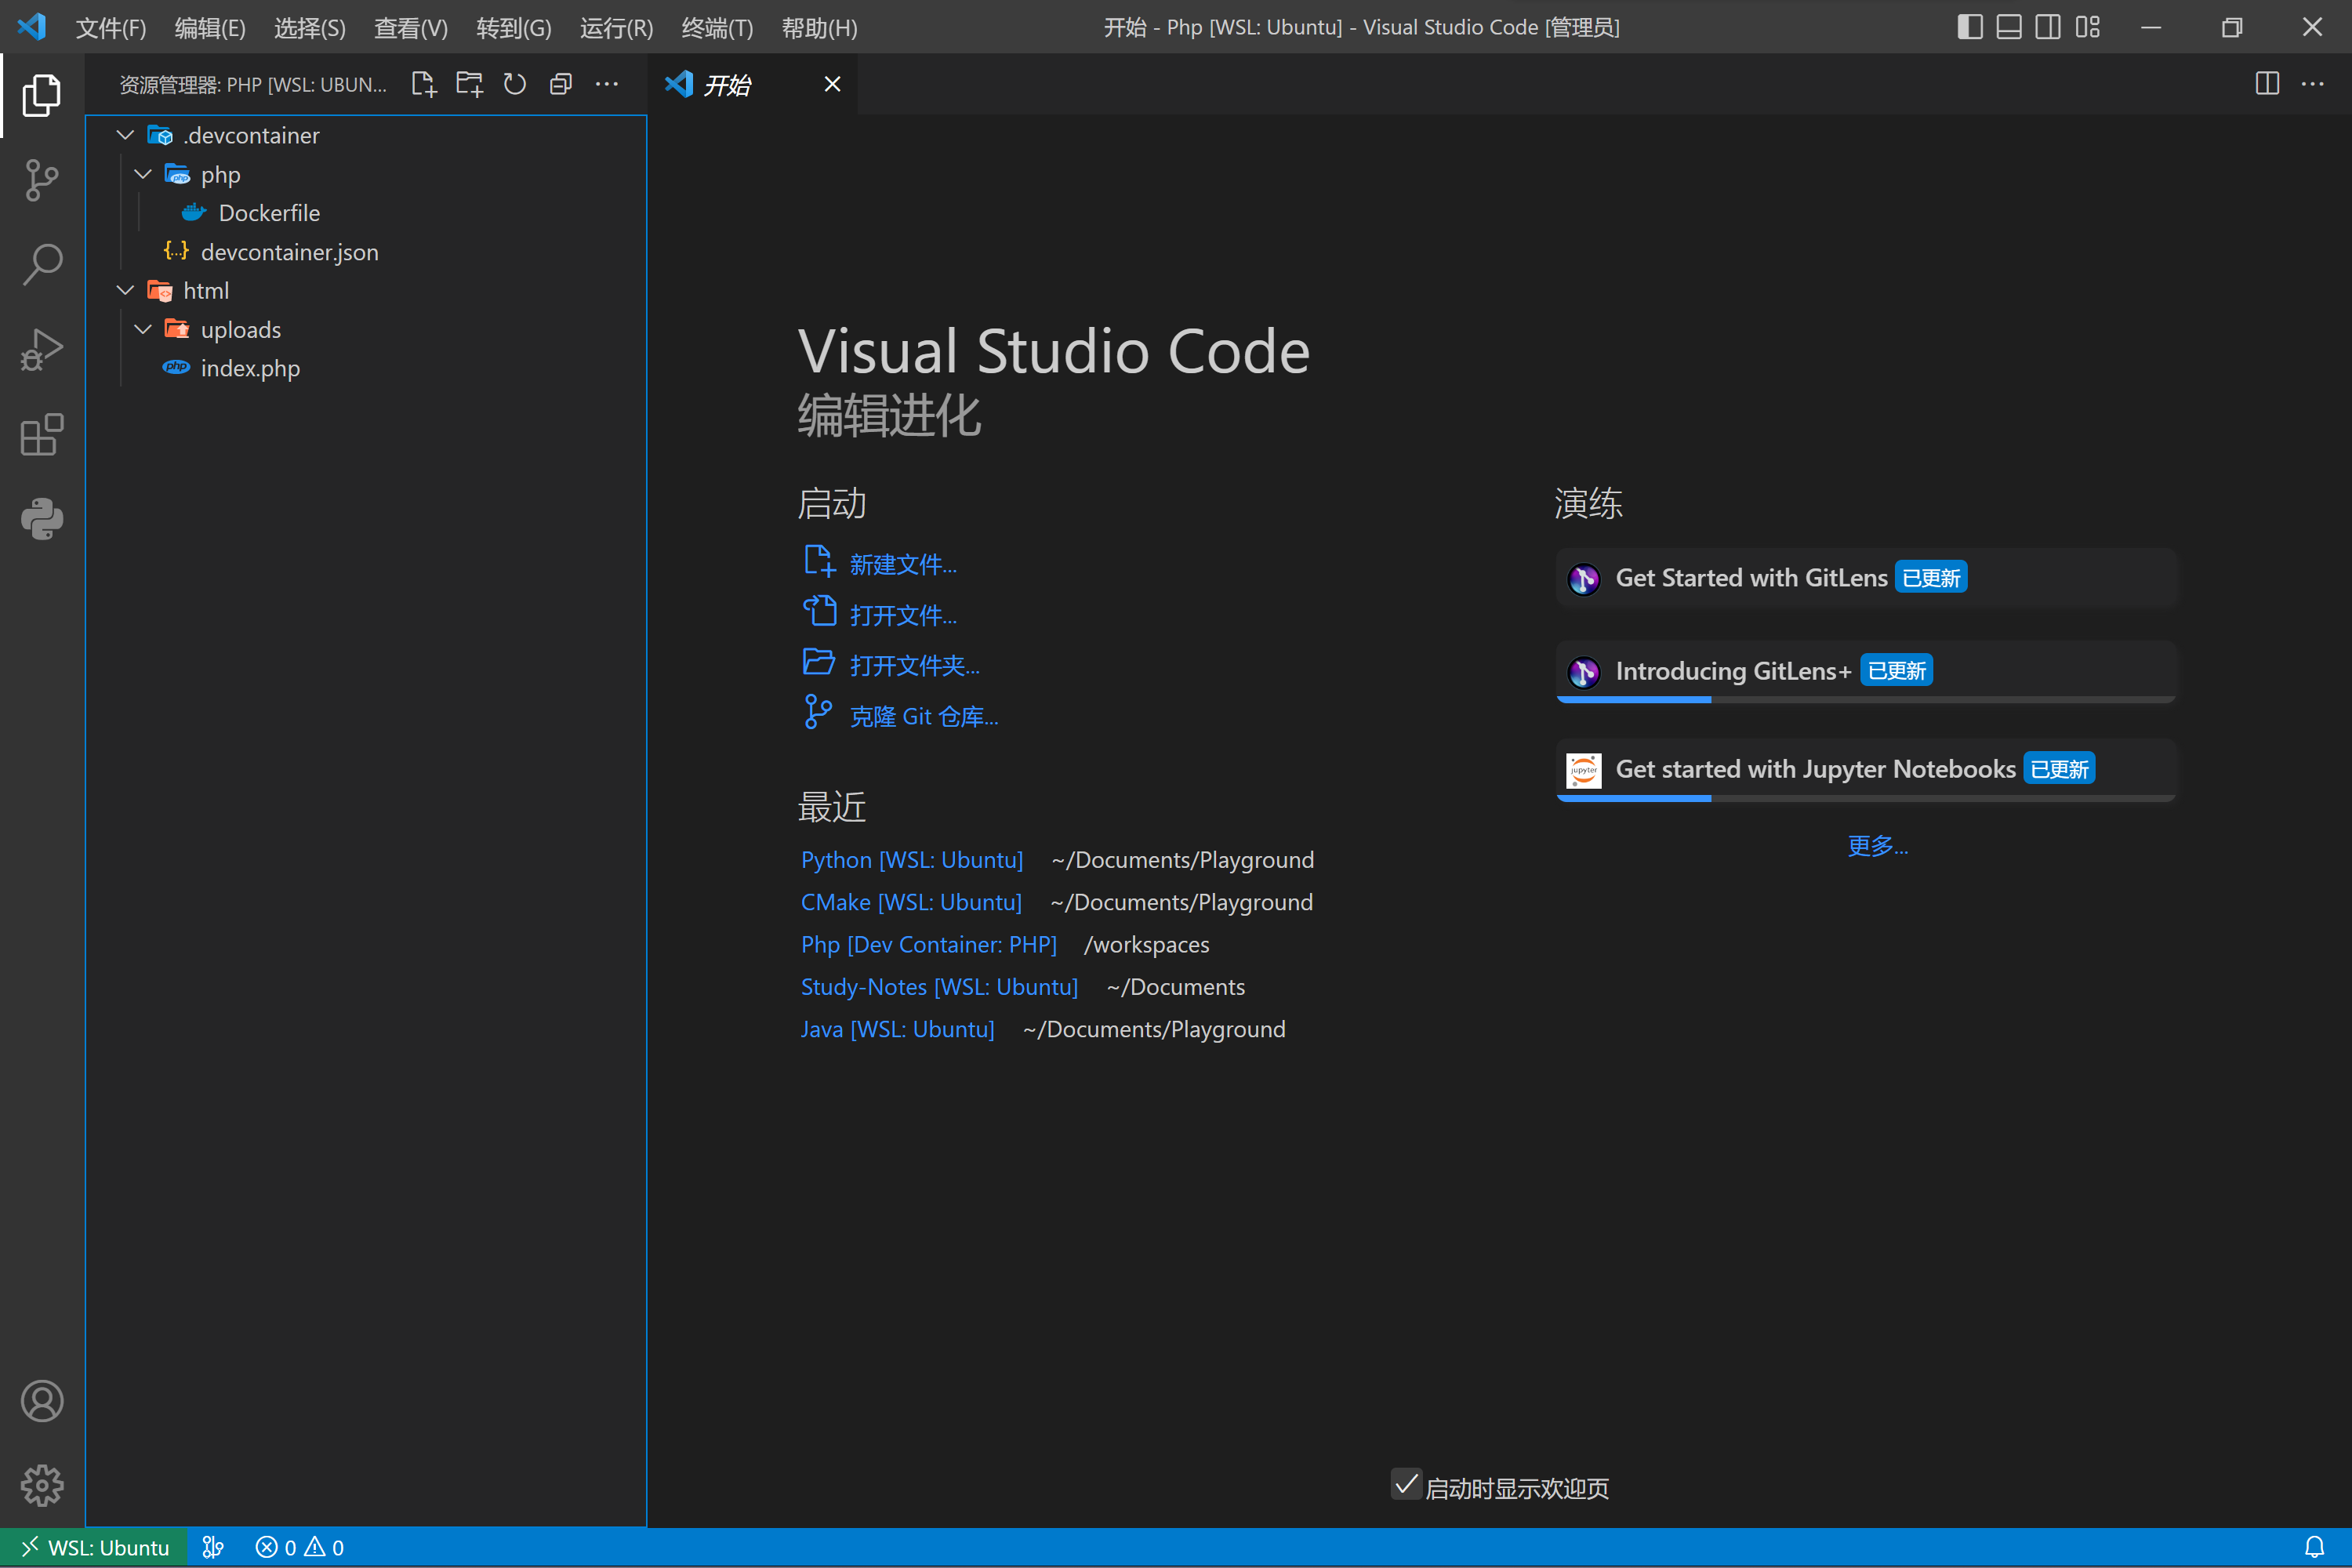 文件(F) 编辑(E) 选择(S) 查看(V) 转到(G) 运行(R) 终端(T) 帮助(H) 开始 - Php [WSL: Ubuntu] - Visual Studio Code [管理员]
资源管理器: PHP [WSL: UBUN...
开始
.devcontainer
php
Dockerfile
devcontainer.json
html
uploads
index.php
Visual Studio Code
编辑进化
启动
新建文件...
打开文件...
打开文件夹...
克隆 Git 仓库...
最近
Python [WSL: Ubuntu] ~/Documents/Playground
CMake [WSL: Ubuntu] ~/Documents/Playground
Php [Dev Container: PHP] /workspaces
Study-Notes [WSL: Ubuntu] ~/Documents
Java [WSL: Ubuntu] ~/Documents/Playground
演练
Get Started with GitLens 已更新
Introducing GitLens+ 已更新
jupyter Get started with Jupyter Notebooks 已更新
更多...
启动时显示欢迎页
WSL: Ubuntu 0 0